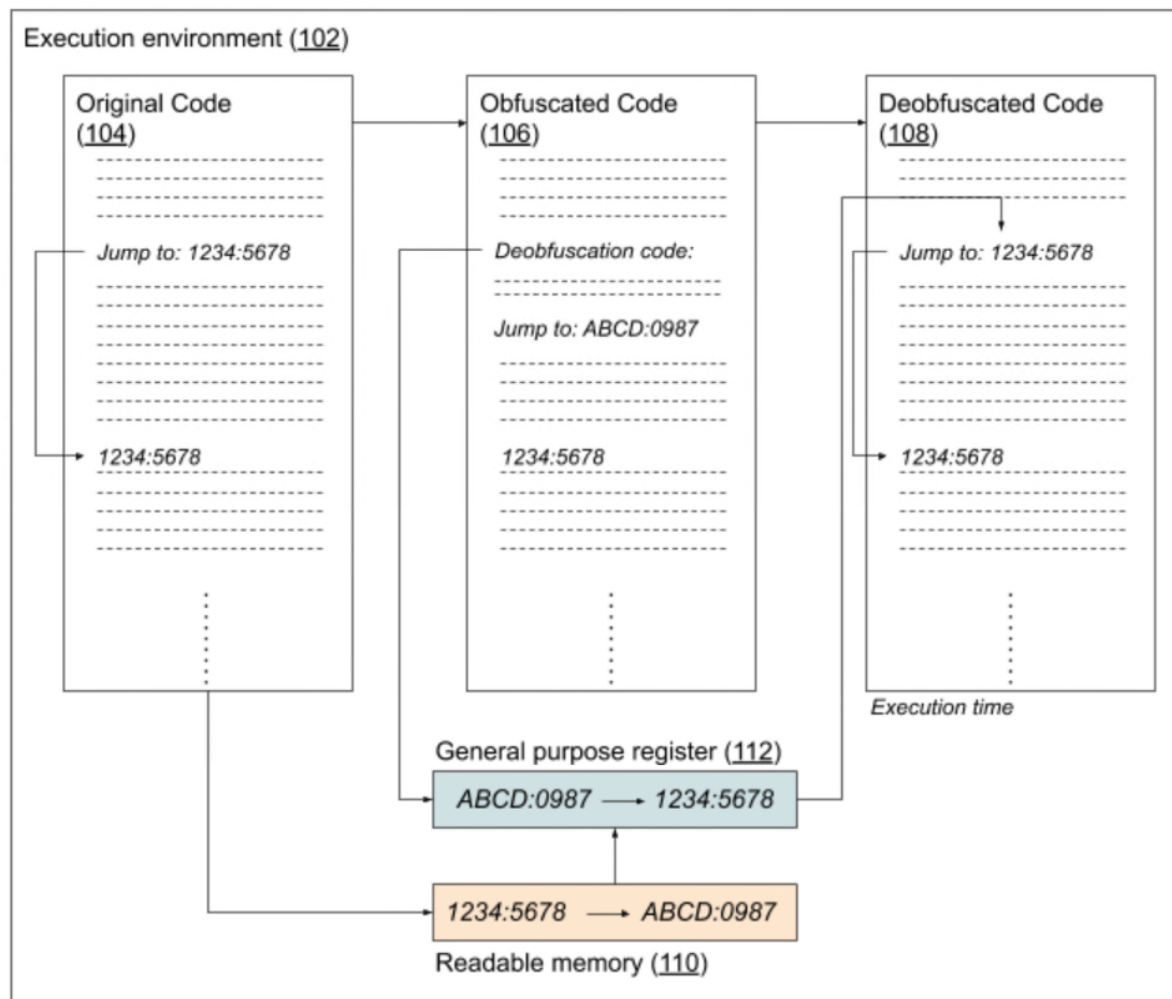 Execution environment (102)
Original Code
(104)
Jump to: 1234:5678
1234:5678
Obfuscated Code
(106)
Deobfuscation code:
Jump to: ABCD:0987
1234:5678
Deobfuscated Code
(108)
Jump to: 1234:5678
1234:5678
Execution time
General purpose register (112)
ABCD:0987 → 1234:5678
1234:5678 → ABCD:0987
Readable memory (110)